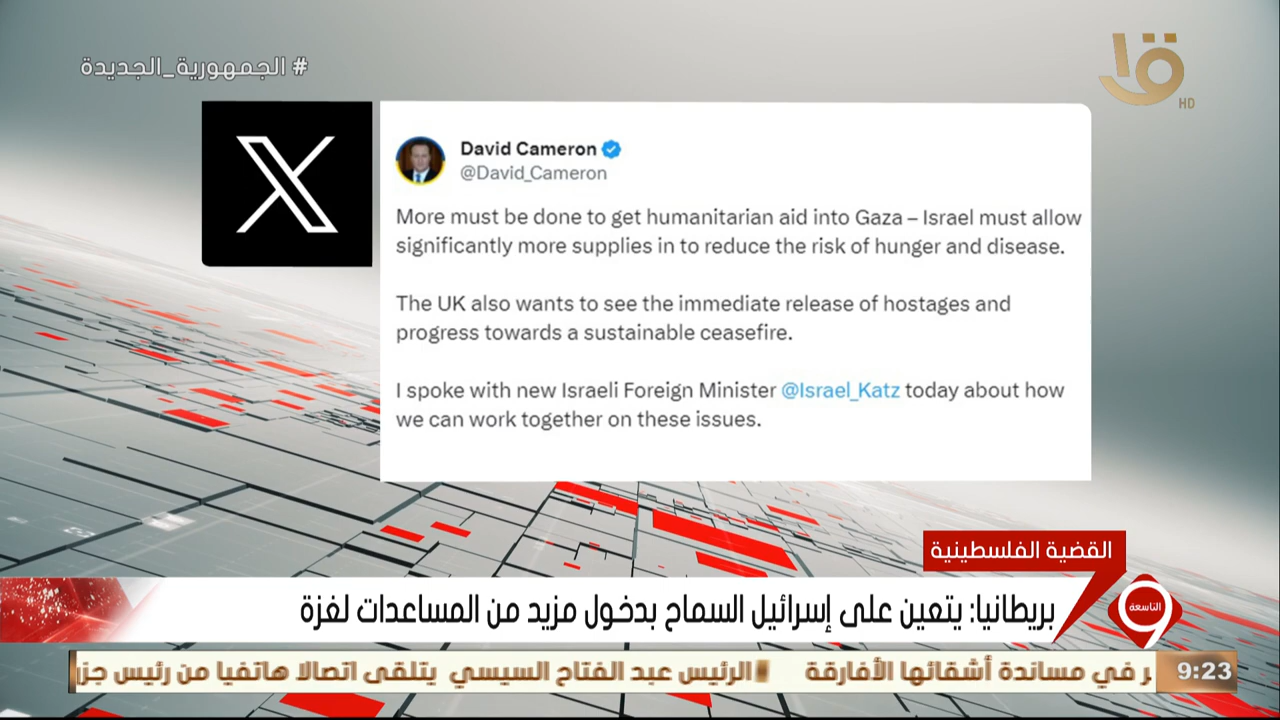 #الجمهورية_الجديدة
HD
David Cameron
@David_Cameron
More must be done to get humanitarian aid into Gaza – Israel must allow
significantly more supplies in to reduce the risk of hunger and disease.
The UK also wants to see the immediate release of hostages and
progress towards a sustainable ceasefire.
I spoke with new Israeli Foreign Minister @Israel_Katz today about how
we can work together on these issues.
القضية الفلسطينية
التاسعة
بريطانيا: يتعين على إسرائيل السماح بدخول مزيد من المساعدات لغزة
9:23 ر في مساندة أشقائها الأفارقة الرئيس عبد الفتاح السيسي يتلقى اتصالا هاتفيا من رئيس جزر